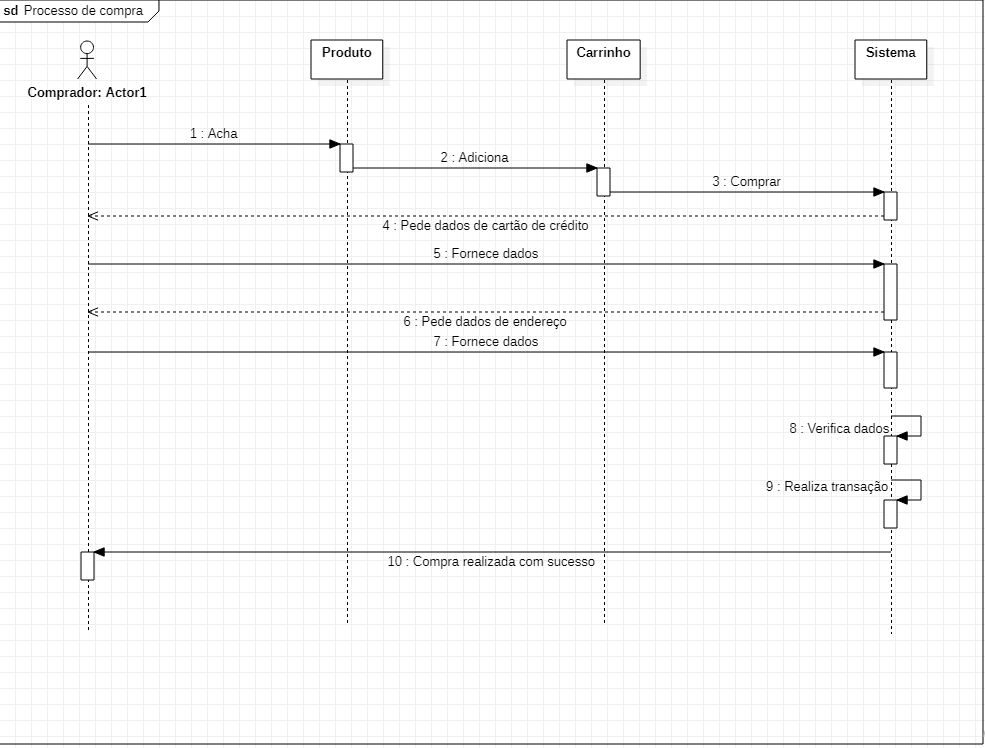 sd Processo de compra
Produto
Carrinho
Sistema
Comprador: Actor1
1 : Acha
2 : Adiciona
3 : Comprar
4 : Pede dados de cartão de crédito
5 : Fornece dados
6 : Pede dados de endereço
7 : Fornece dados
8 : Verifica dados
9 : Realiza transação
10 : Compra realizada com sucesso